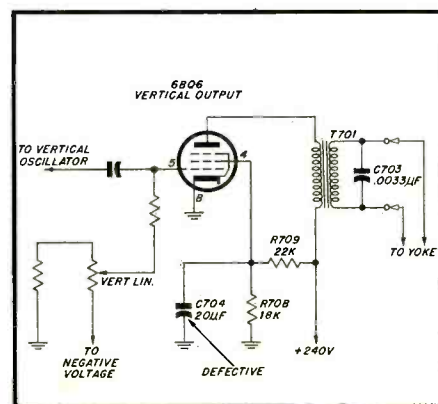 6BQ6
VERTICAL OUTPUT
T701
TO VERTICAL
OSCILLATOR
5
4
8
C703
.0033µF
R709
22K
TO YOKE
VERT LIN.
C704
20µF
R708
18K
TO
NEGATIVE
VOLTAGE
DEFECTIVE
+240V